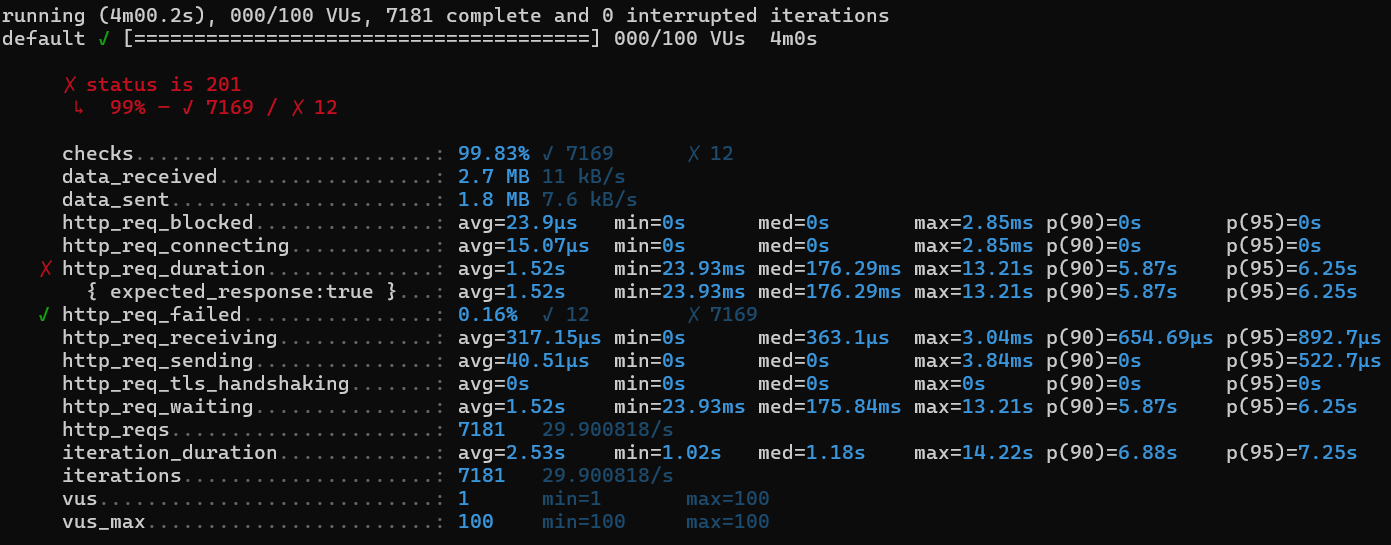 running (4m00.2s), 000/100 VUs, 7181 complete and 0 interrupted iterations
default ✓ [======================================] 000/100 VUs  4m0s
✗ status is 201
↳  99% — ✓ 7169 / ✗ 12
checks.........................: 99.83% ✓ 7169      ✗ 12
data_received..................: 2.7 MB 11 kB/s
data_sent......................: 1.8 MB 7.6 kB/s
http_req_blocked...............: avg=23.9µs   min=0s      med=0s       max=2.85ms p(90)=0s       p(95)=0s
http_req_connecting............: avg=15.07µs  min=0s      med=0s       max=2.85ms p(90)=0s       p(95)=0s
✗ http_req_duration..............: avg=1.52s    min=23.93ms med=176.29ms max=13.21s p(90)=5.87s    p(95)=6.25s
{ expected_response:true }...: avg=1.52s    min=23.93ms med=176.29ms max=13.21s p(90)=5.87s    p(95)=6.25s
✓ http_req_failed................: 0.16%  ✓ 12        ✗ 7169
http_req_receiving.............: avg=317.15µs min=0s      med=363.1µs  max=3.04ms p(90)=654.69µs p(95)=892.7µs
http_req_sending...............: avg=40.51µs  min=0s      med=0s       max=3.84ms p(90)=0s       p(95)=522.7µs
http_req_tls_handshaking.......: avg=0s       min=0s      med=0s       max=0s     p(90)=0s       p(95)=0s
http_req_waiting...............: avg=1.52s    min=23.93ms med=175.84ms max=13.21s p(90)=5.87s    p(95)=6.25s
http_reqs......................: 7181   29.900818/s
iteration_duration.............: avg=2.53s    min=1.02s   med=1.18s    max=14.22s p(90)=6.88s    p(95)=7.25s
iterations.....................: 7181   29.900818/s
vus............................: 1      min=1       max=100
vus_max........................: 100    min=100     max=100